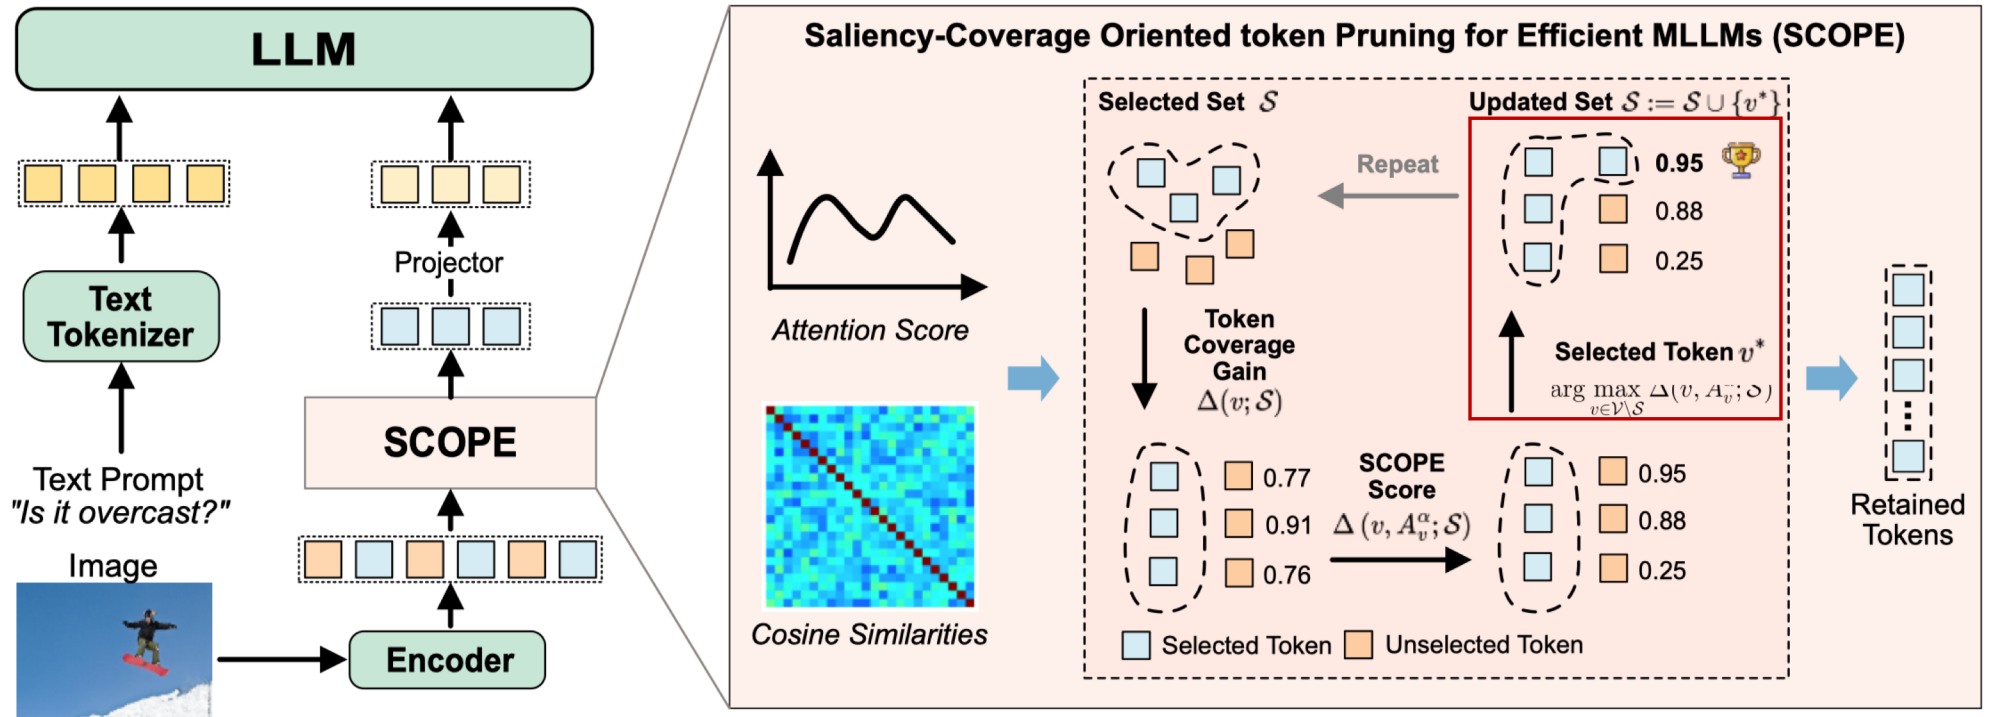 LLM
Text
Tokenizer
Text Prompt
"Is it overcast?"
Image
Projector
SCOPE
Encoder
Saliency-Coverage Oriented token Pruning for Efficient MLLMs (SCOPE)
Attention Score
Cosine Similarities
Selected Set 𝒮
Token
Coverage
Gain
Δ(v; 𝒮)
0.77
0.91
0.76
SCOPE
Score
Δ (v, A_v^α; 𝒮)
0.95
0.88
0.25
Selected Token v*
arg max Δ(v, A_v; 𝒮)
v∈𝒱\𝒮
Updated Set 𝒮 := 𝒮 ∪ {v*}
0.95
0.88
0.25
Repeat
Selected Token
Unselected Token
Retained
Tokens